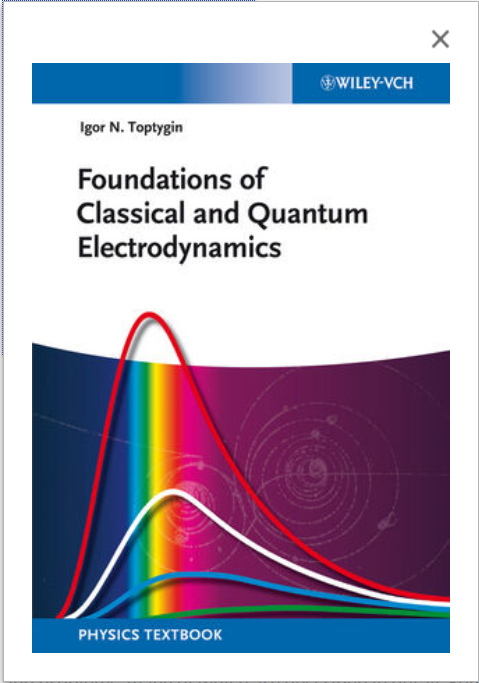 WILEY-VCH
Igor N. Toptygin
Foundations of
Classical and Quantum
Electrodynamics
PHYSICS TEXTBOOK